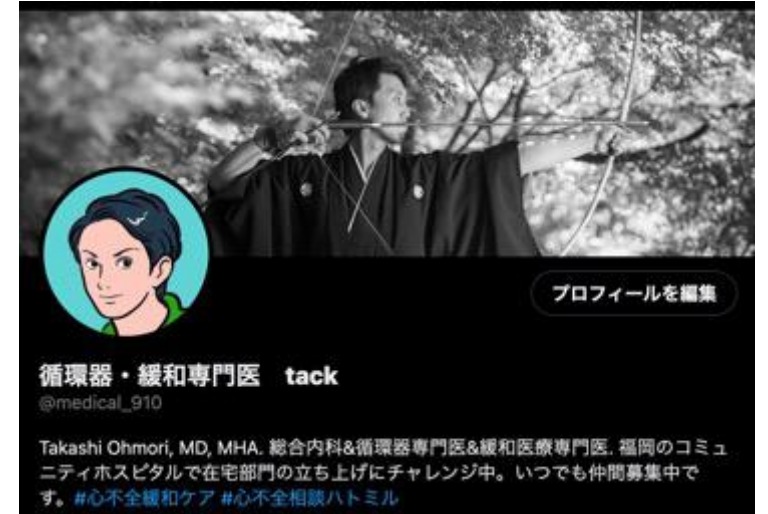 プロフィールを編集
循環器・緩和専門医 tack
@medical_910
Takashi Ohmori, MD, MHA. 総合内科&循環器専門医&緩和医療専門医. 福岡のコミュ
ニティホスピタルで在宅部門の立ち上げにチャレンジ中。いつでも仲間募集中で
す。#心不全緩和ケア #心不全相談ハトミル